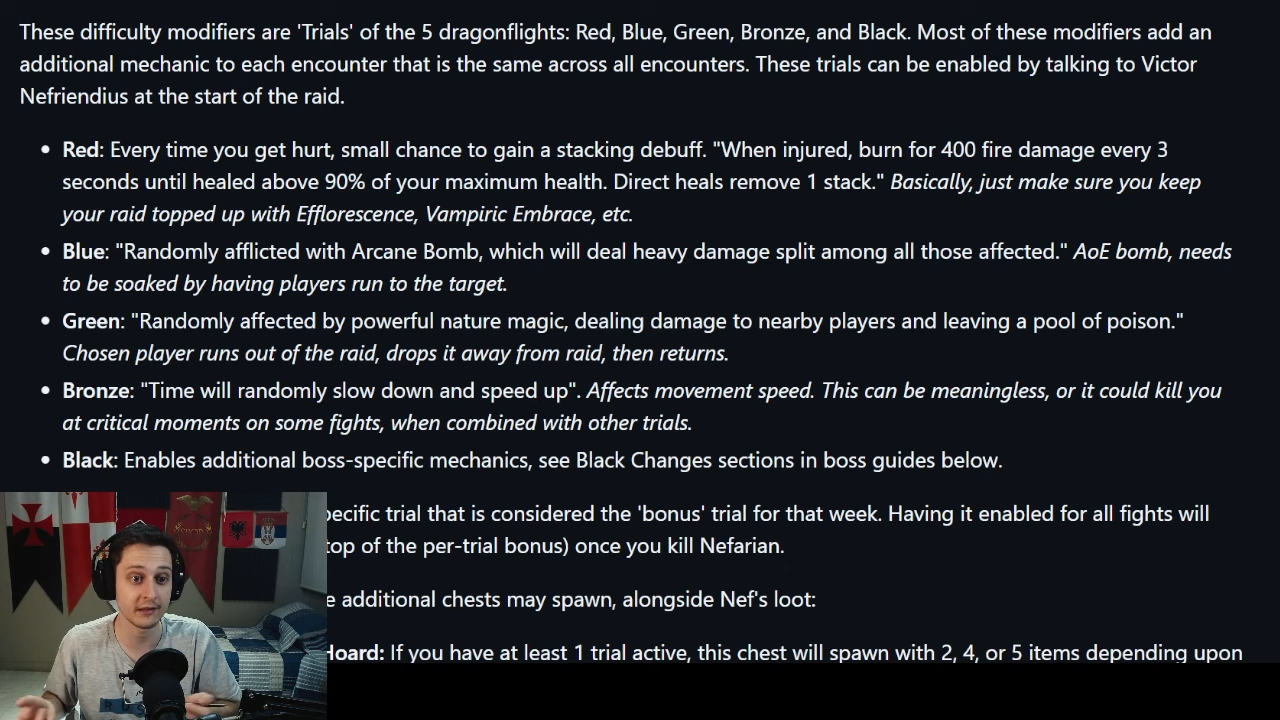 These difficulty modifiers are 'Trials' of the 5 dragonflights: Red, Blue, Green, Bronze, and Black. Most of these modifiers add an
additional mechanic to each encounter that is the same across all encounters. These trials can be enabled by talking to Victor
Nefriendius at the start of the raid.
Red: Every time you get hurt, small chance to gain a stacking debuff. "When injured, burn for 400 fire damage every 3
seconds until healed above 90% of your maximum health. Direct heals remove 1 stack." Basically, just make sure you keep
your raid topped up with Efflorescence, Vampiric Embrace, etc.
Blue: "Randomly afflicted with Arcane Bomb, which will deal heavy damage split among all those affected." AoE bomb, needs
to be soaked by having players run to the target.
Green: "Randomly affected by powerful nature magic, dealing damage to nearby players and leaving a pool of poison."
Chosen player runs out of the raid, drops it away from raid, then returns.
Bronze: "Time will randomly slow down and speed up". Affects movement speed. This can be meaningless, or it could kill you
at critical moments on some fights, when combined with other trials.
Black: Enables additional boss-specific mechanics, see Black Changes sections in boss guides below.
pecific trial that is considered the 'bonus' trial for that week. Having it enabled for all fights will
top of the per-trial bonus) once you kill Nefarian.
e additional chests may spawn, alongside Nef's loot:
Hoard: If you have at least 1 trial active, this chest will spawn with 2, 4, or 5 items depending upon